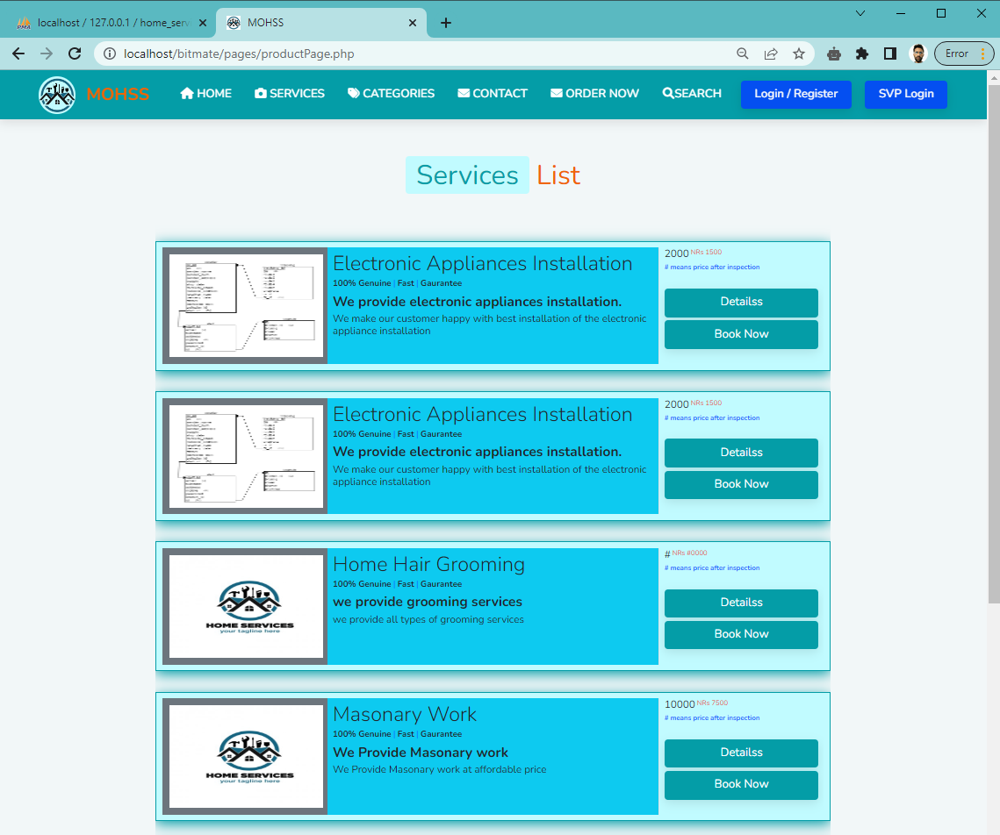 localhost / 127.0.0.1 / home_serv
MOHSS
localhost/bitmate/pages/productPage.php
Error
MOHSS
HOME
SERVICES
CATEGORIES
CONTACT
ORDER NOW
SEARCH
Login / Register
SVP Login
Services List
Electronic Appliances Installation
100% Genuine | Fast | Gaurantee
We provide electronic appliances installation.
We make our customer happy with best installation of the electronic
appliance installation
2000 NRs 1500
# means price after inspection
Detailss
Book Now
Electronic Appliances Installation
100% Genuine | Fast | Gaurantee
We provide electronic appliances installation.
We make our customer happy with best installation of the electronic
appliance installation
2000 NRs 1500
# means price after inspection
Detailss
Book Now
HOME SERVICES
your tagline here
Home Hair Grooming
100% Genuine | Fast | Gaurantee
we provide grooming services
we provide all types of grooming services
# NRs #0000
# means price after inspection
Detailss
Book Now
HOME SERVICES
your tagline here
Masonary Work
100% Genuine | Fast | Gaurantee
We Provide Masonary work
We Provide Masonary work at affordable price
10000 NRs 7500
# means price after inspection
Detailss
Book Now